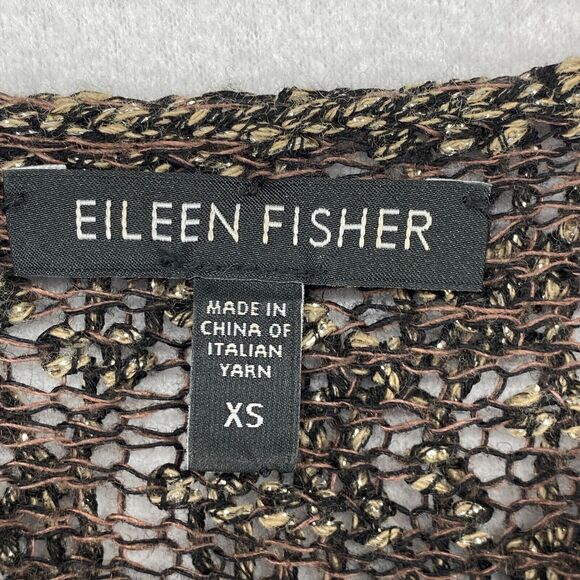 EILEEN FISHER
MADE IN
CHINA OF
ITALIAN
YARN
XS